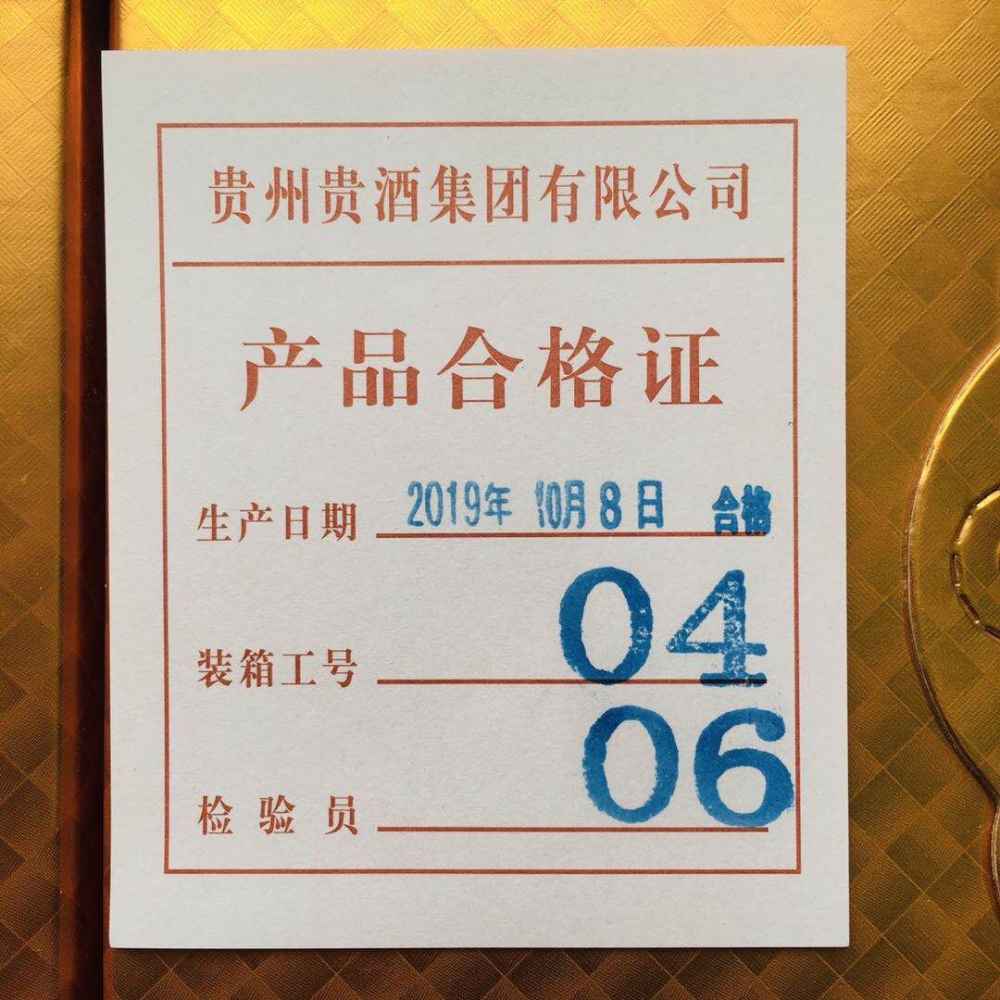 贵州贵酒集团有限公司
产品合格证
生产日期 2019年 10月 8日 合格
装箱工号 04
检验员 06